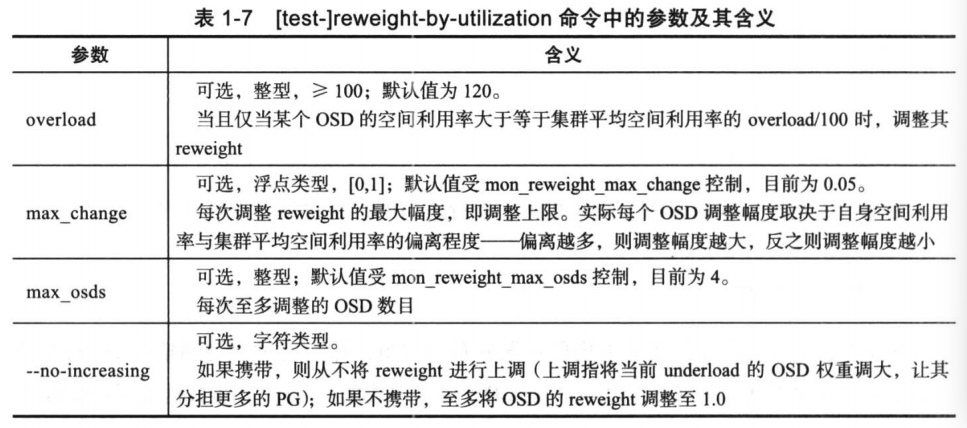 表 1-7 [test-]reweight-by-utilization 命令中的参数及其含义
参数 含义
overload
可选，整型，≥ 100；默认值为 120。
当且仅当某个 OSD 的空间利用率大于等于集群平均空间利用率的 overload/100 时，调整其
reweight
max_change
可选，浮点类型，[0,1]；默认值受 mon_reweight_max_change 控制，目前为 0.05。
每次调整 reweight 的最大幅度，即调整上限。实际每个 OSD 调整幅度取决于自身空间利用
率与集群平均空间利用率的偏离程度——偏离越多，则调整幅度越大，反之则调整幅度越小
max_osds
可选，整型；默认值受 mon_reweight_max_osds 控制，目前为 4。
每次至多调整的 OSD 数目
--no-increasing
可选，字符类型。
如果携带，则从不将 reweight 进行上调（上调指将当前 underload 的 OSD 权重调大，让其
分担更多的 PG）；如果不携带，至多将 OSD 的 reweight 调整至 1.0